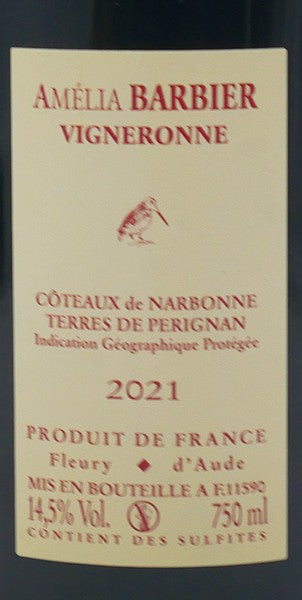 AMÉLIA BARBIER
VIGNERONNE
CÔTEAUX de NARBONNE
TERRES DE PERIGNAN
Indication Géographique Protégée
2021
PRODUIT DE FRANCE
Fleury ◆ d'Aude
MIS EN BOUTEILLE A F.11590
14,5% Vol. 750 ml
CONTIENT DES SULFITES